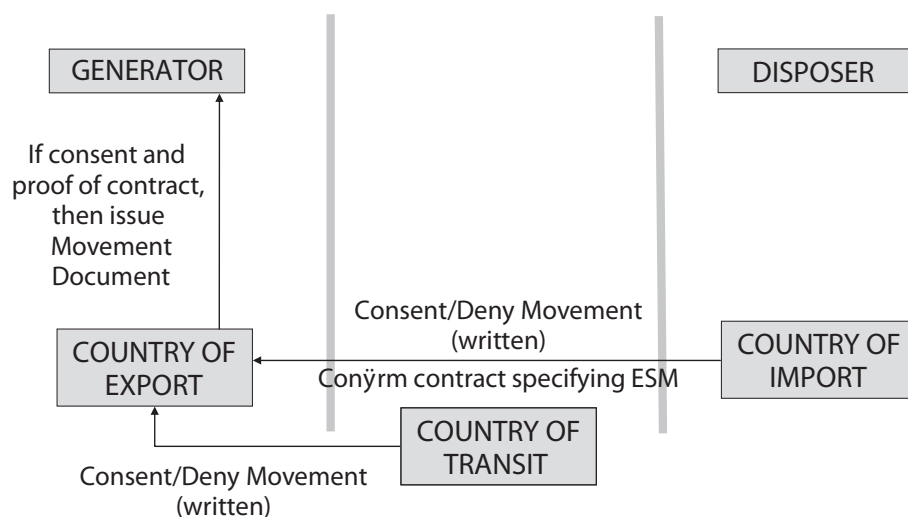 GENERATOR
DISPOSER
If consent and
proof of contract,
then issue
Movement
Document
Consent/Deny Movement
(written)
COUNTRY OF
EXPORT
COUNTRY OF
IMPORT
Conÿrm contract specifying ESM
COUNTRY OF
TRANSIT
Consent/Deny Movement
(written)